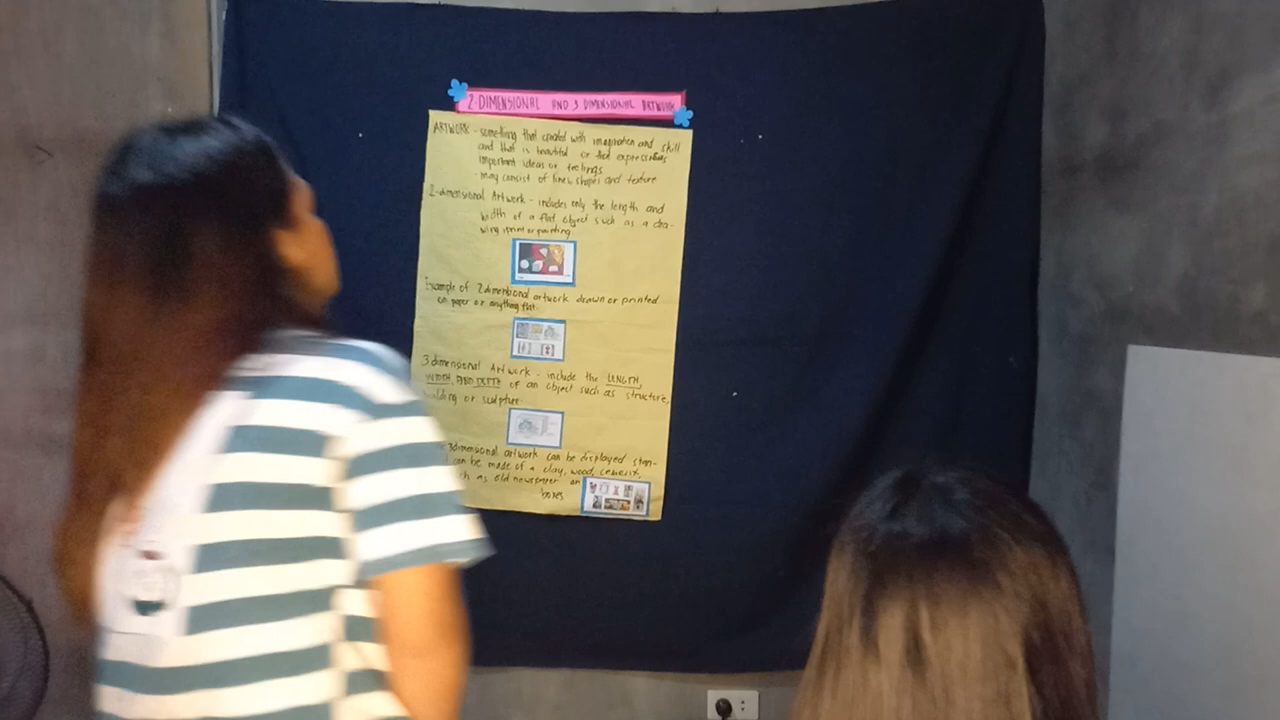 2-DIMENSIONAL AND 3 DIMENSIONAL ARTWORK
ARTWORK - something that created with imagination and skill
and that is beautiful or that expresses
important ideas or feelings
- may consist of lines, shapes and texture
2-dimensional Artwork - includes only the length and
width of a flat object such as a dra-
wing, print or painting
Example of 2 dimentional artwork drawn or printed
on paper or anything flat.
3 dimensional Artwork - include the LENGTH,
WIDTH, AND DEPTH of an object such as structure,
building or sculpture.
3dimensional artwork can be displayed stan-
can be made of a clay, wood, cement,
as old newspaper or
boxes